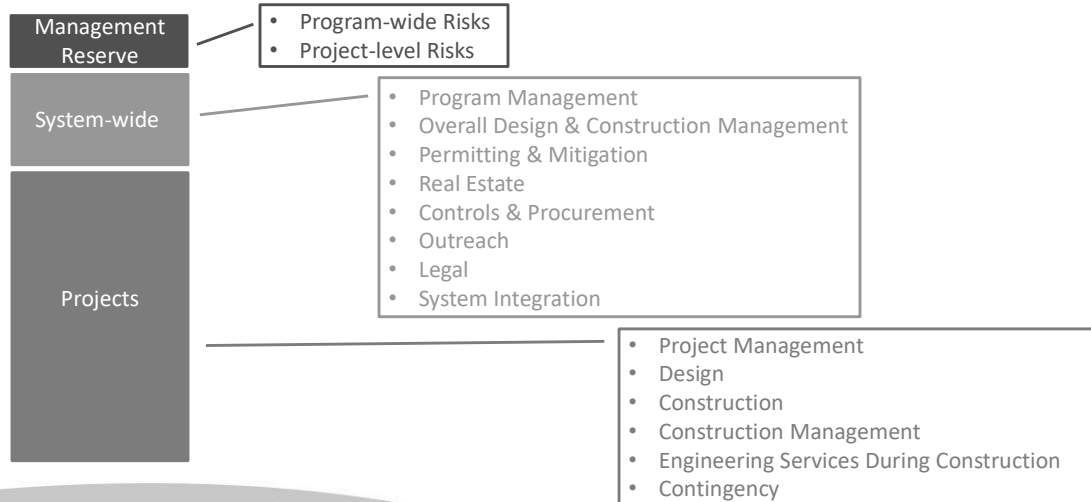 Management
Reserve
• Program-wide Risks
• Project-level Risks
System-wide
• Program Management
• Overall Design & Construction Management
• Permitting & Mitigation
• Real Estate
• Controls & Procurement
• Outreach
• Legal
• System Integration
Projects
• Project Management
• Design
• Construction
• Construction Management
• Engineering Services During Construction
• Contingency